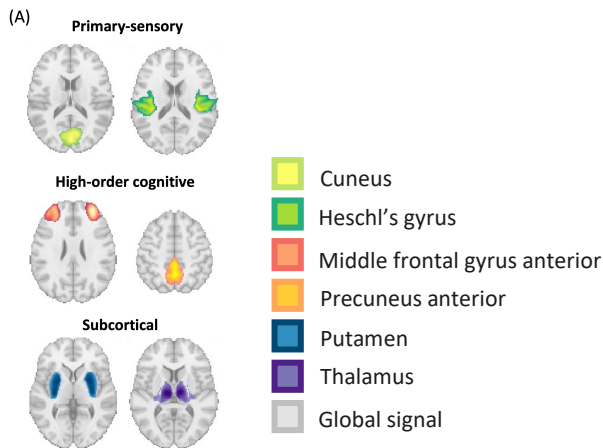 (A)
Primary-sensory
High-order cognitive
Subcortical
Cuneus
Heschl's gyrus
Middle frontal gyrus anterior
Precuneus anterior
Putamen
Thalamus
Global signal